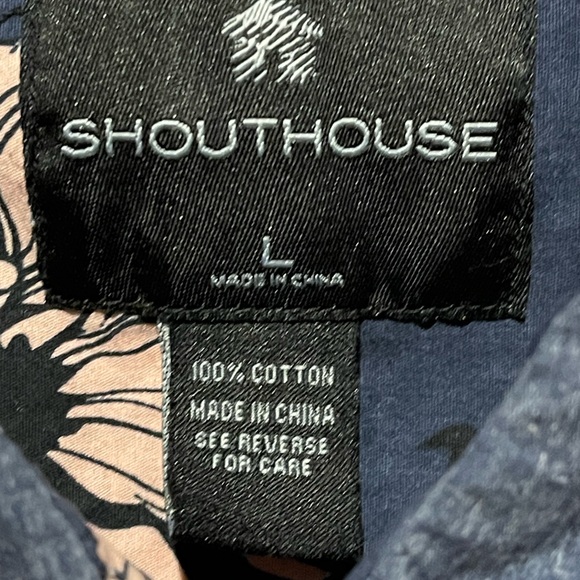 SHOUTHOUSE
L
MADE IN CHINA
100% COTTON
MADE IN CHINA
SEE REVERSE
FOR CARE